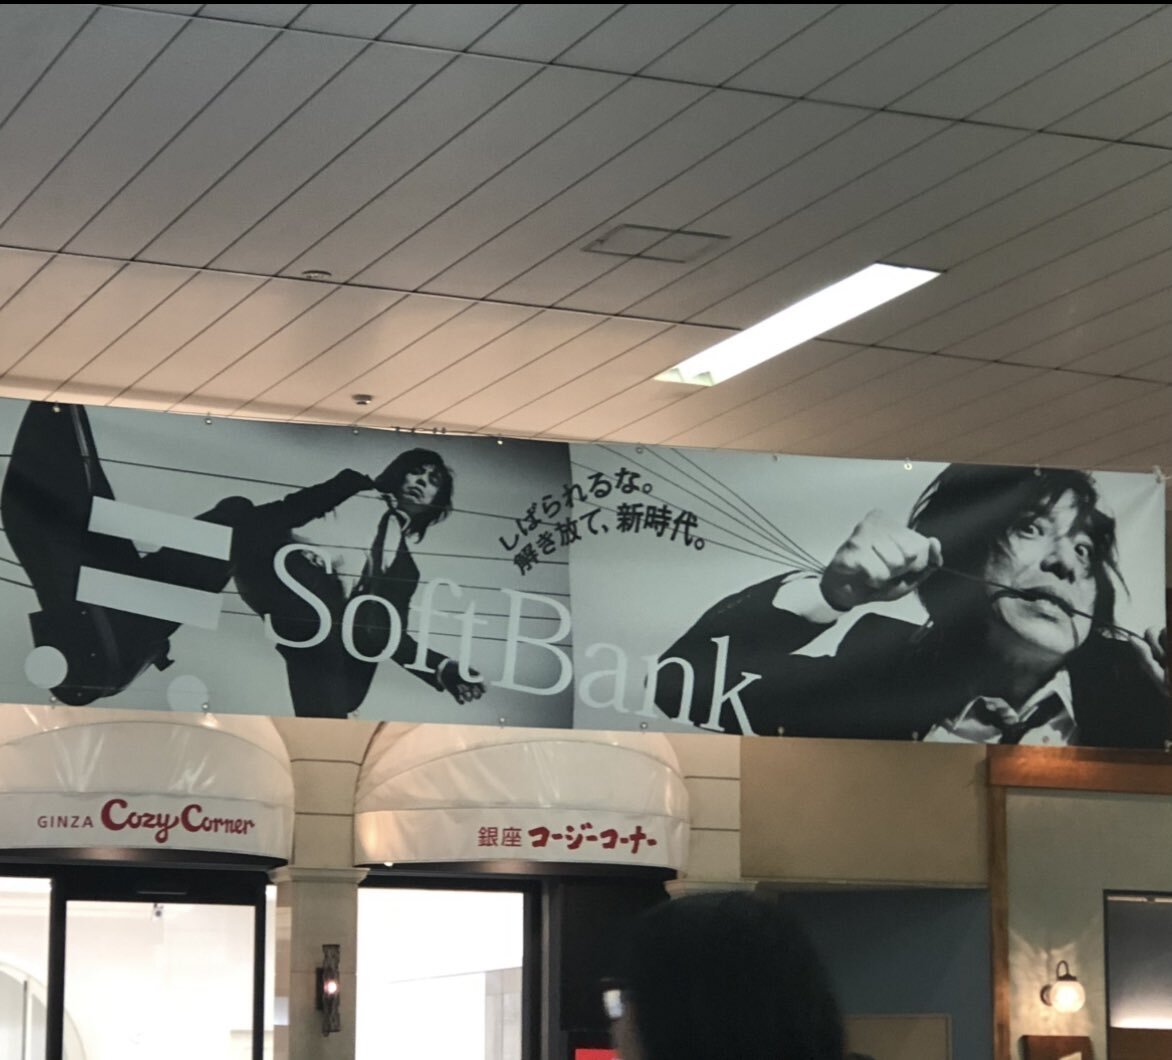 しばられるな。
解き放て、新時代。
SoftBank
GINZA Cozy Corner
銀座 コージーコーナー